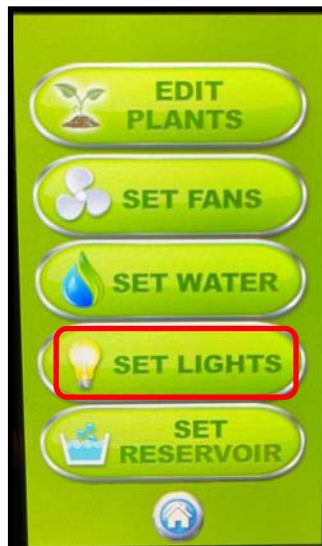 EDIT
PLANTS
SET FANS
SET WATER
SET LIGHTS
SET
RESERVOIR